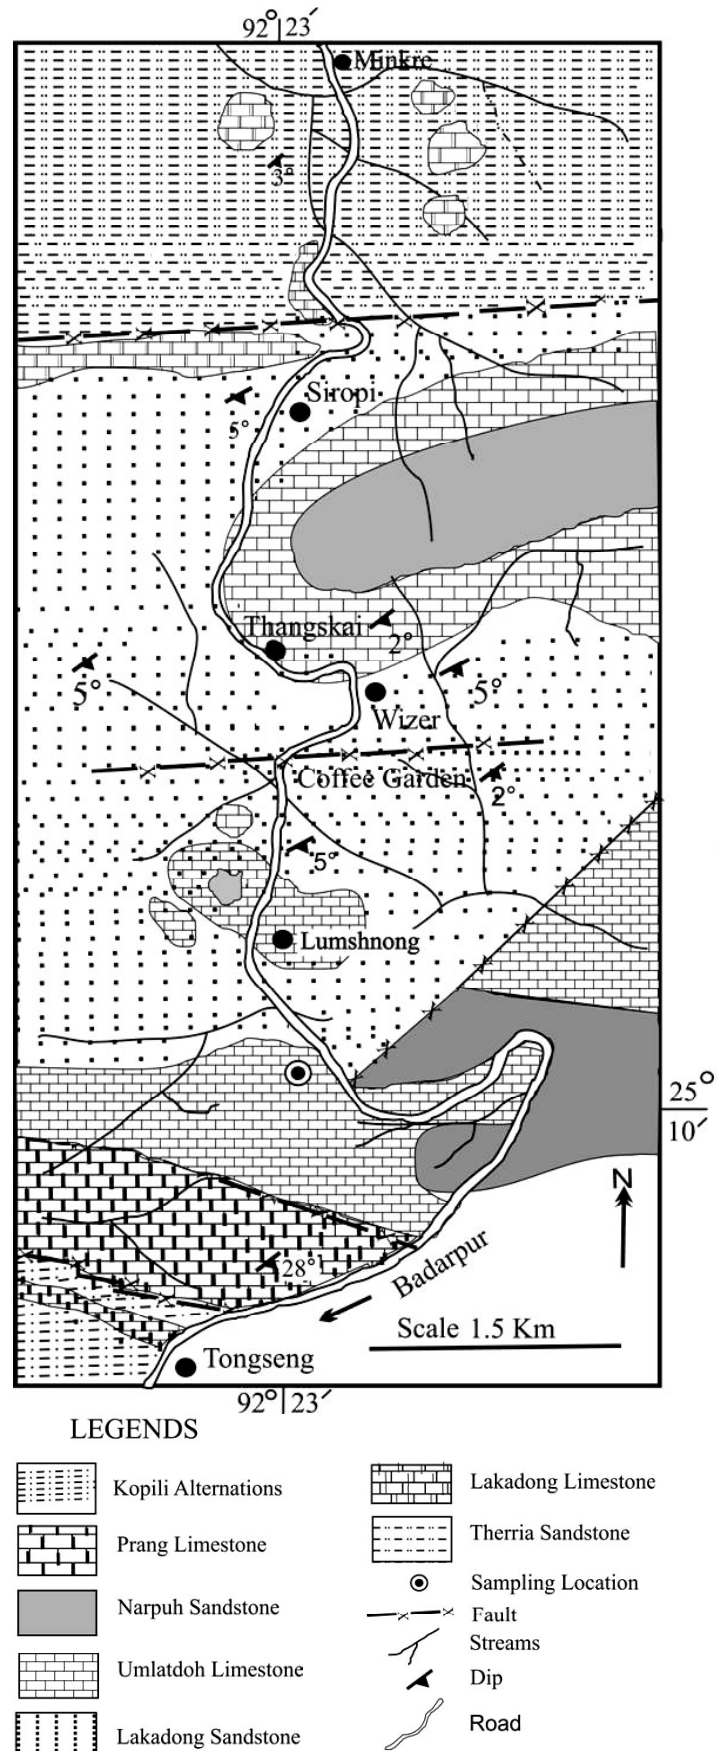 92° 23′
Minkre
3°
Siropi
5°
Thangskai
2°
5°
5°
Wizer
Coffee Garden
2°
5°
Lumshnong
25°
10′
N
28°
Badarpur
Scale 1.5 Km
Tongseng
92° 23′
LEGENDS
Kopili Alternations
Prang Limestone
Narpuh Sandstone
Umlatdoh Limestone
Lakadong Sandstone
Lakadong Limestone
Therria Sandstone
Sampling Location
Fault
Streams
Dip
Road